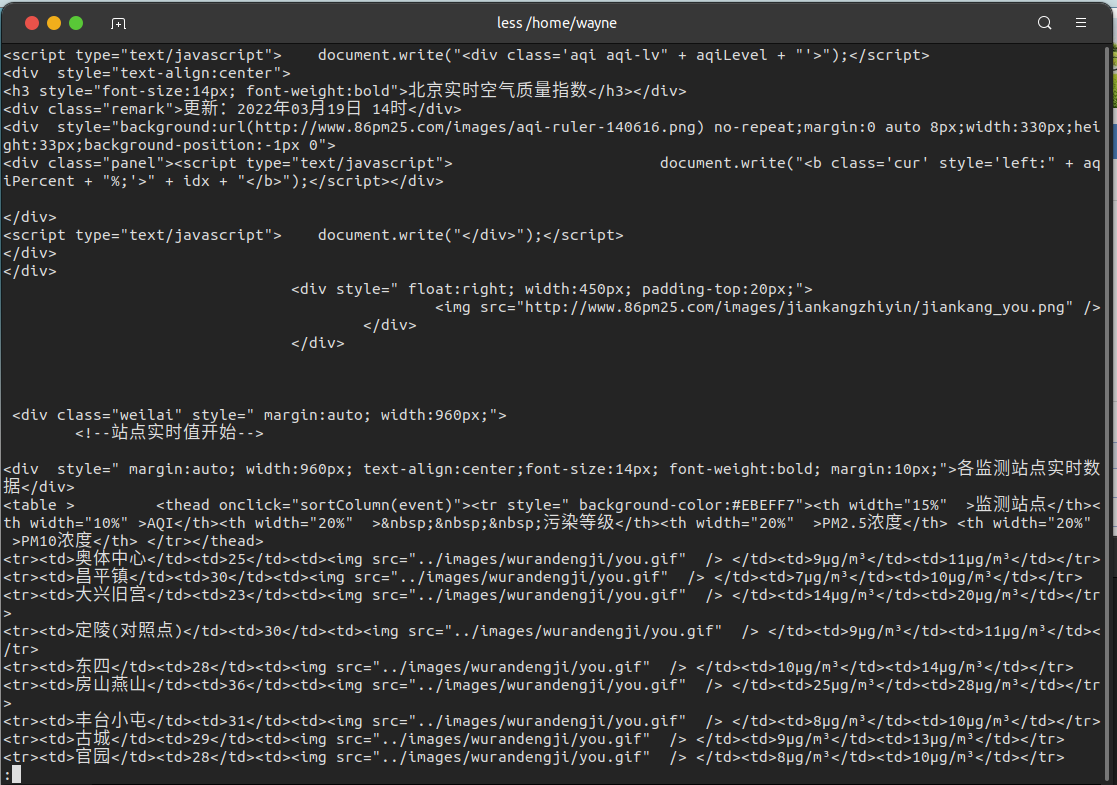 less /home/wayne
<script type="text/javascript">    document.write("<div class='aqi aqi-lv" + aqiLevel + "'>");</script>
<div  style="text-align:center">
<h3 style="font-size:14px; font-weight:bold">北京实时空气质量指数</h3></div>
<div class="remark">更新：2022年03月19日 14时</div>
<div  style="background:url(http://www.86pm25.com/images/aqi-ruler-140616.png) no-repeat;margin:0 auto 8px;width:330px;hei
ght:33px;background-position:-1px 0">
<div class="panel"><script type="text/javascript">                       document.write("<b class='cur' style='left:" + aq
iPercent + "%;'>" + idx + "</b>");</script></div>
</div>
<script type="text/javascript">    document.write("</div>");</script>
</div>
</div>
<div style=" float:right; width:450px; padding-top:20px;">
<img src="http://www.86pm25.com/images/jiankangzhiyin/jiankang_you.png" />
</div>
</div>
<div class="weilai" style=" margin:auto; width:960px;">
<!--站点实时值开始-->
<div  style=" margin:auto; width:960px; text-align:center;font-size:14px; font-weight:bold; margin:10px;">各监测站点实时数
据</div>
<table >         <thead onclick="sortColumn(event)"><tr style=" background-color:#EBEFF7"><th width="15%"  >监测站点</th><
th width="10%" >AQI</th><th width="20%"  >&nbsp;&nbsp;&nbsp;污染等级</th><th width="20%"  >PM2.5浓度</th> <th width="20%" 
>PM10浓度</th> </tr></thead>
<tr><td>奥体中心</td><td>25</td><td><img src="../images/wurandengji/you.gif"  /> </td><td>9μg/m³</td><td>11μg/m³</td></tr>
<tr><td>昌平镇</td><td>30</td><td><img src="../images/wurandengji/you.gif"  /> </td><td>7μg/m³</td><td>10μg/m³</td></tr>
<tr><td>大兴旧宫</td><td>23</td><td><img src="../images/wurandengji/you.gif"  /> </td><td>14μg/m³</td><td>20μg/m³</td></tr
>
<tr><td>定陵(对照点)</td><td>30</td><td><img src="../images/wurandengji/you.gif"  /> </td><td>9μg/m³</td><td>11μg/m³</td><
/tr>
<tr><td>东四</td><td>28</td><td><img src="../images/wurandengji/you.gif"  /> </td><td>10μg/m³</td><td>14μg/m³</td></tr>
<tr><td>房山燕山</td><td>36</td><td><img src="../images/wurandengji/you.gif"  /> </td><td>25μg/m³</td><td>28μg/m³</td></tr
>
<tr><td>丰台小屯</td><td>31</td><td><img src="../images/wurandengji/you.gif"  /> </td><td>8μg/m³</td><td>10μg/m³</td></tr>
<tr><td>古城</td><td>29</td><td><img src="../images/wurandengji/you.gif"  /> </td><td>9μg/m³</td><td>13μg/m³</td></tr>
<tr><td>官园</td><td>28</td><td><img src="../images/wurandengji/you.gif"  /> </td><td>8μg/m³</td><td>10μg/m³</td></tr>
: